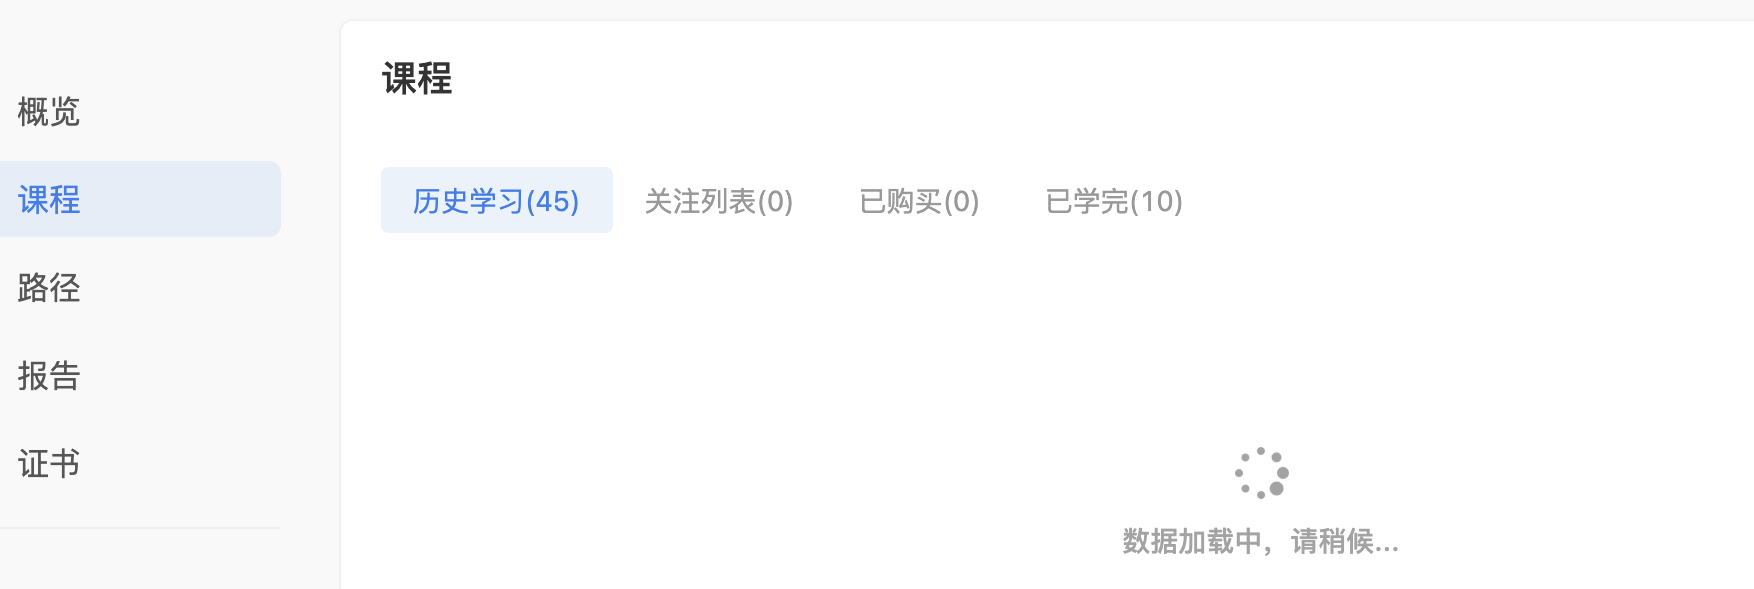 概览
课程
路径
报告
证书
课程
历史学习(45) 关注列表(0) 已购买(0) 已学完(10)
数据加载中，请稍候...